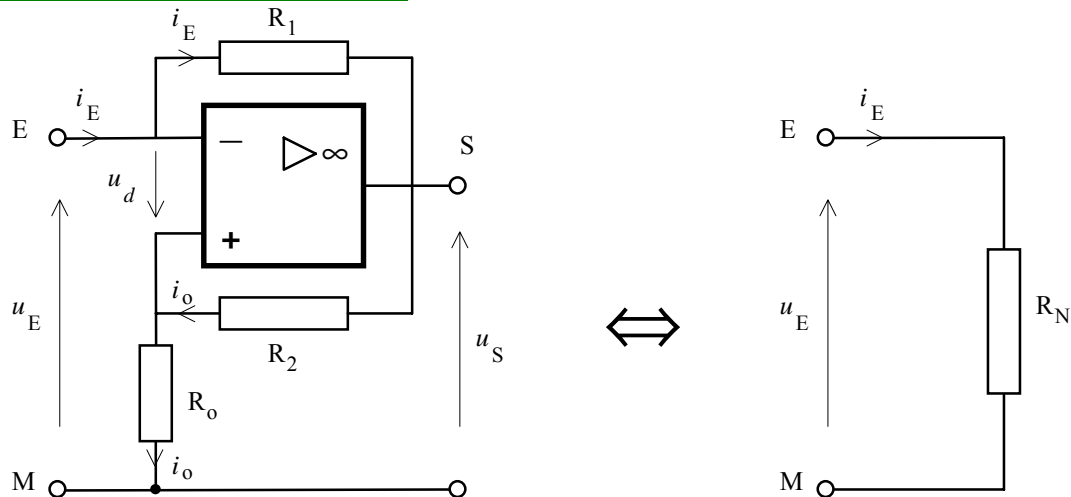 i_E
R_1
i_E
E
−
▷ ∞
S
u_d
+
i_o
R_2
u_E
R_o
u_S
i_o
M
⇔
i_E
E
u_E
R_N
M